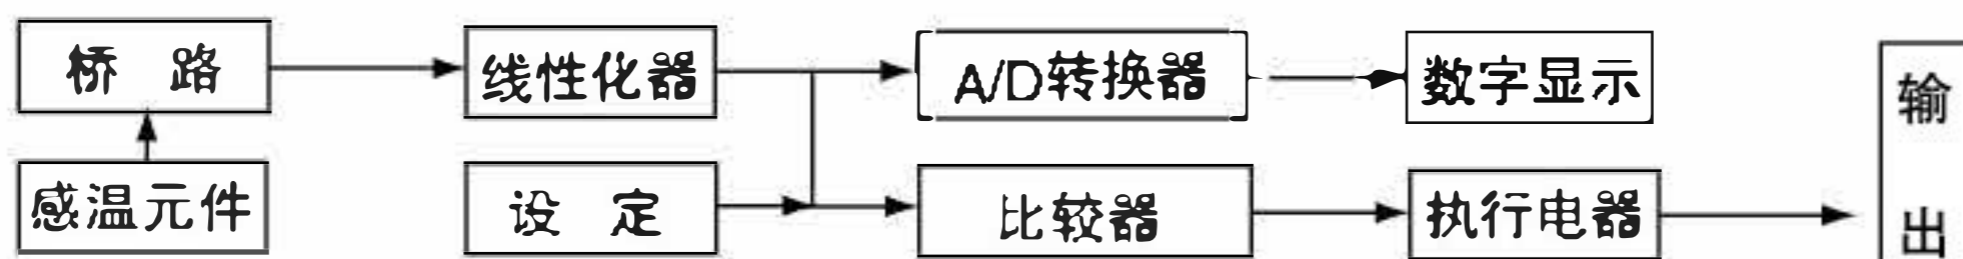 桥 路
线性化器
A/D转换器
数字显示
输
出
感温元件
设 定
比较器
执行电器